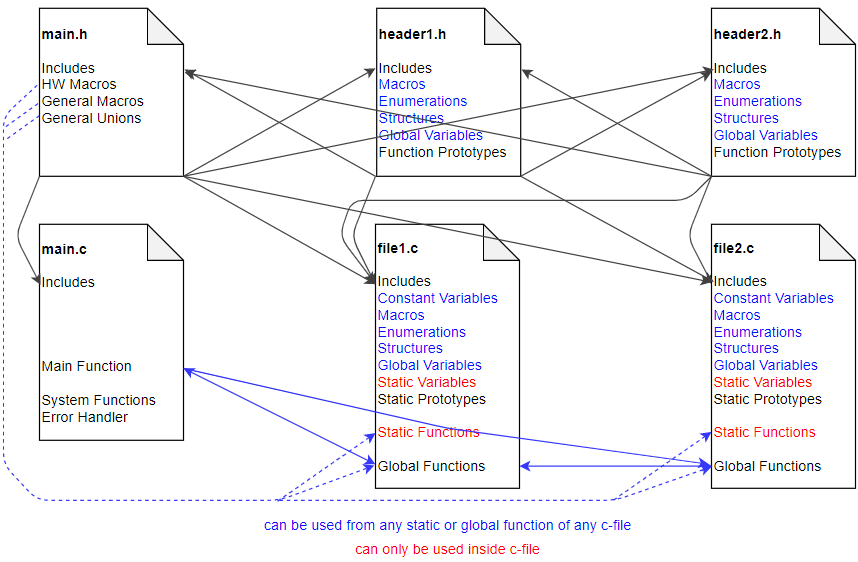 main.h
Includes
HW Macros
General Macros
General Unions
header1.h
Includes
Macros
Enumerations
Structures
Global Variables
Function Prototypes
header2.h
Includes
Macros
Enumerations
Structures
Global Variables
Function Prototypes
main.c
Includes
Main Function
System Functions
Error Handler
file1.c
Includes
Constant Variables
Macros
Enumerations
Structures
Global Variables
Static Variables
Static Prototypes
Static Functions
Global Functions
file2.c
Includes
Constant Variables
Macros
Enumerations
Structures
Global Variables
Static Variables
Static Prototypes
Static Functions
Global Functions
can be used from any static or global function of any c-file
can only be used inside c-file